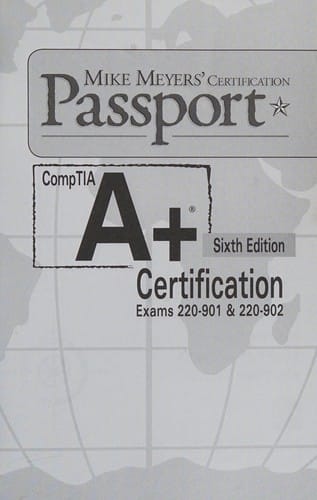 MIKE MEYERS' CERTIFICATION
Passport
CompTIA
A+®
Sixth Edition
Certification
Exams 220-901 & 220-902